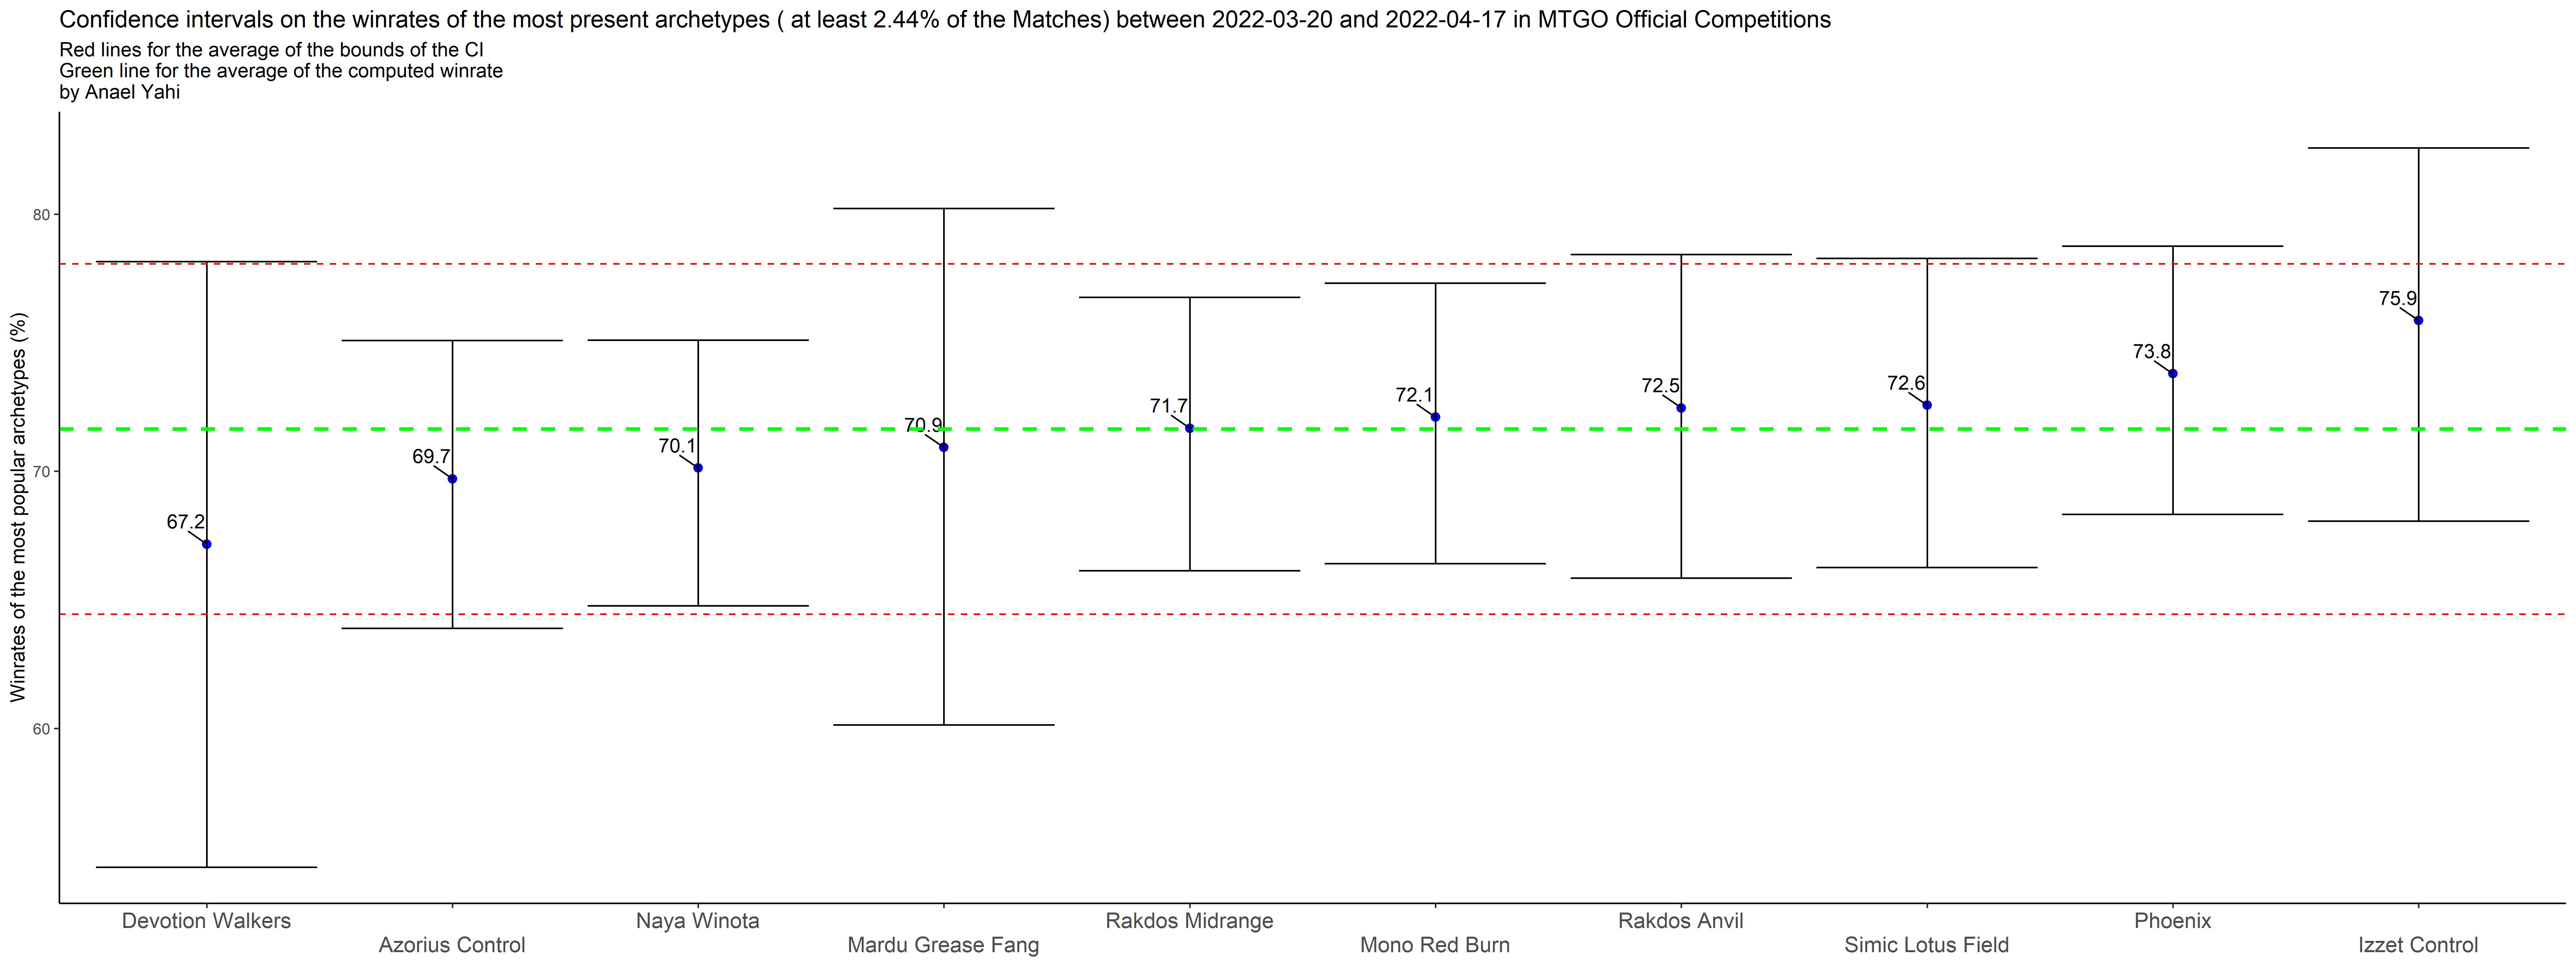 Confidence intervals on the winrates of the most present archetypes ( at least 2.44% of the Matches) between 2022-03-20 and 2022-04-17 in MTGO Official Competitions
Red lines for the average of the bounds of the CI
Green line for the average of the computed winrate
by Anael Yahi
Winrates of the most popular archetypes (%)
80
70
60
67.2
69.7
70.1
70.9
71.7
72.1
72.5
72.6
73.8
75.9
Devotion Walkers
Azorius Control
Naya Winota
Mardu Grease Fang
Rakdos Midrange
Mono Red Burn
Rakdos Anvil
Simic Lotus Field
Phoenix
Izzet Control